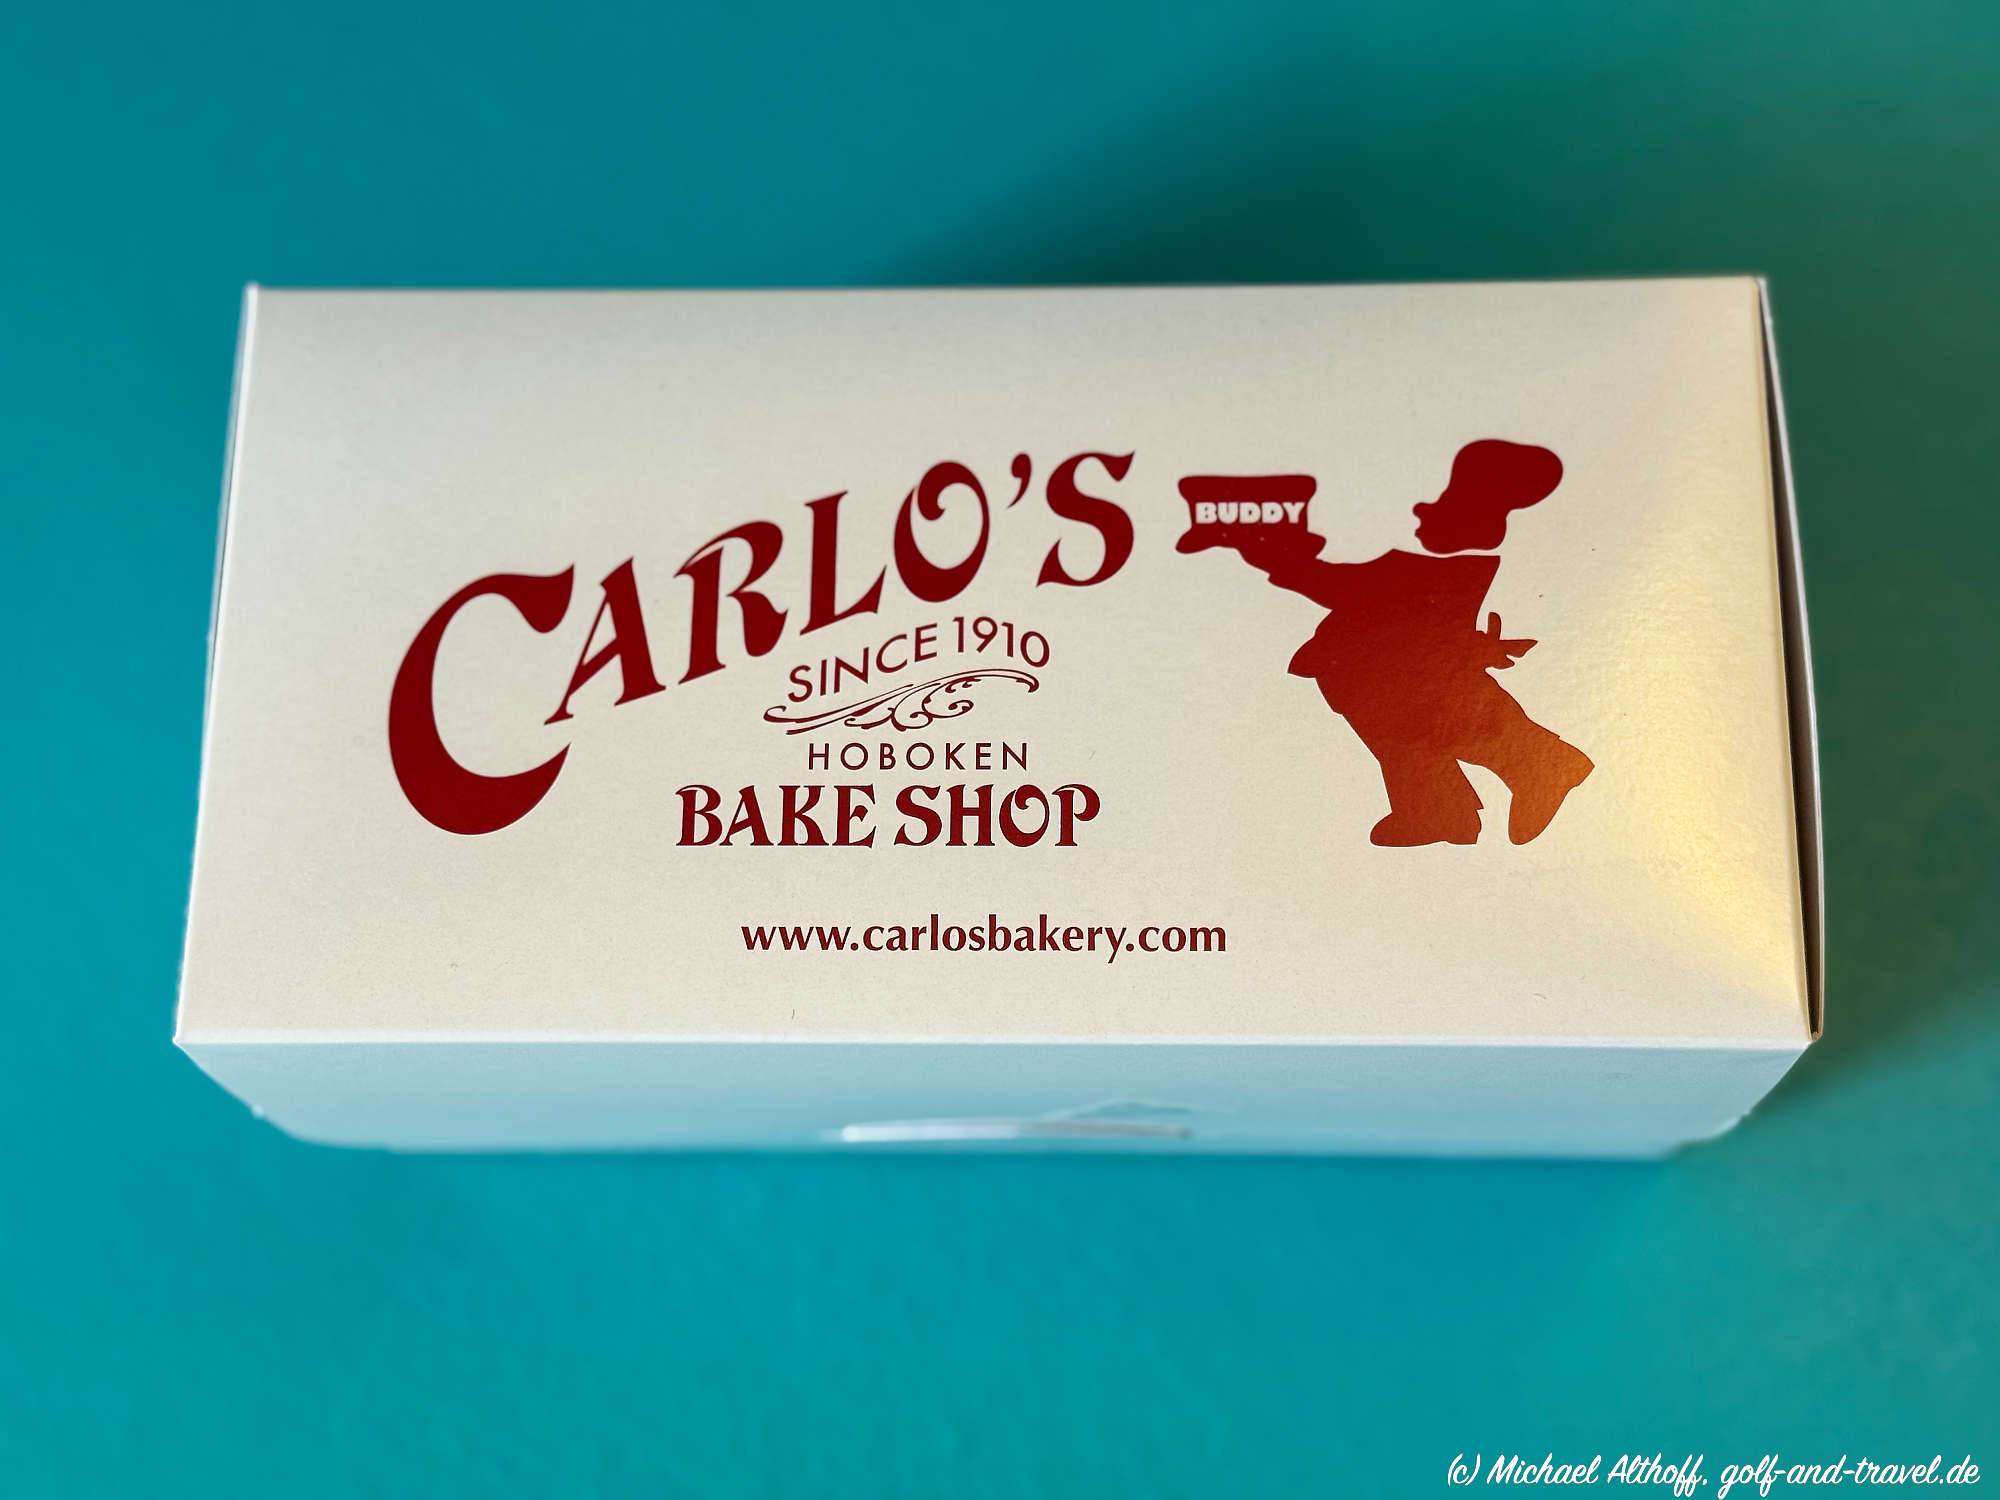 CARLO'S
BUDDY
SINCE 1910
HOBOKEN
BAKE SHOP
www.carlosbakery.com
(c) Michael Althoff, golf-and-travel.de